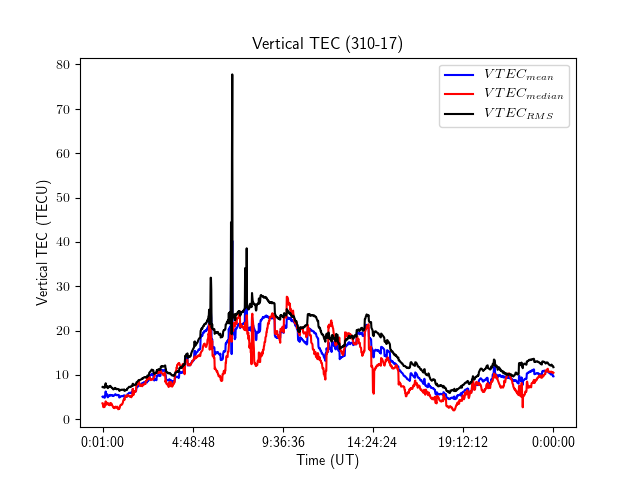 Vertical TEC (310-17)
VTEC_mean
VTEC_median
VTEC_RMS
80
70
60
50
40
30
20
10
0
Vertical TEC (TECU)
0:01:00 4:48:48 9:36:36 14:24:24 19:12:12 0:00:00
Time (UT)